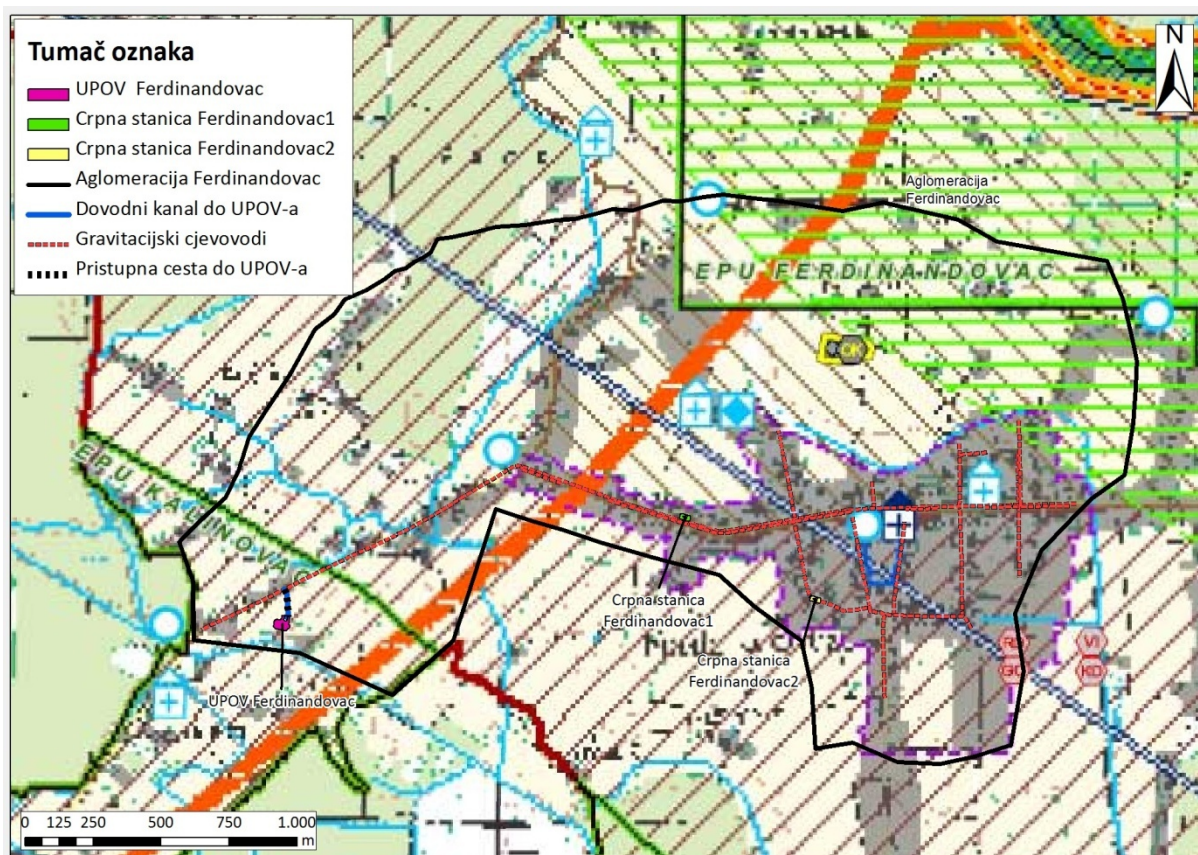 Tumač oznaka
UPOV Ferdinandovac
Crpna stanica Ferdinandovac1
Crpna stanica Ferdinandovac2
Aglomeracija Ferdinandovac
Dovodni kanal do UPOV-a
Gravitacijski cjevovodi
Pristupna cesta do UPOV-a
N
Aglomeracija
Ferdinandovac
EPU FERDINANDOVAC
EPU KALINOVAC
Crpna stanica
Ferdinandovac1
Crpna stanica
Ferdinandovac2
UPOV Ferdinandovac
VI
KD
0 125 250 500 750 1.000
m